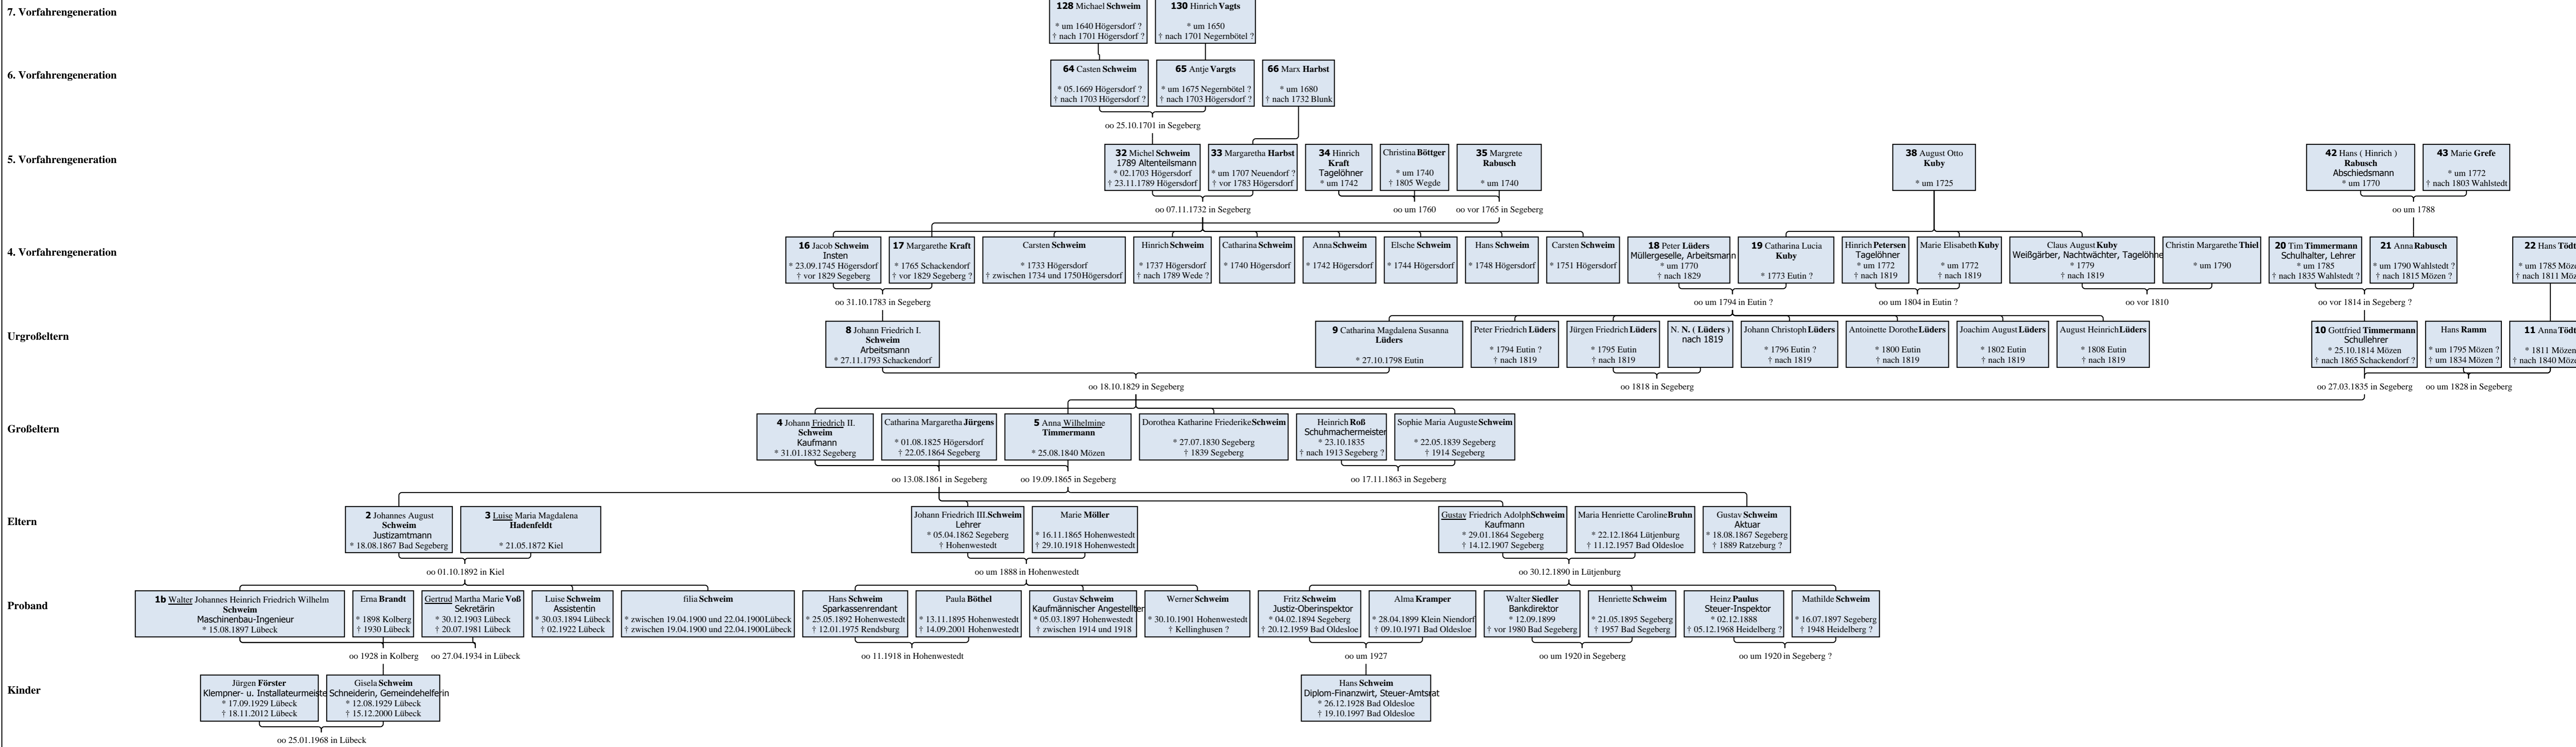 7. Vorfahrengeneration
128 Michael Schweim
* um 1640 Högersdorf ?
† nach 1701 Högersdorf ?
130 Hinrich Vagts
* um 1650
† nach 1701 Negernbötel ?
6. Vorfahrengeneration
64 Casten Schweim
* 05.1669 Högersdorf ?
† nach 1703 Högersdorf ?
65 Antje Vargts
* um 1675 Negernbötel ?
† nach 1703 Högersdorf ?
66 Marx Harbst
* um 1680
† nach 1732 Blunk
oo 25.10.1701 in Segeberg
5. Vorfahrengeneration
32 Michel Schweim
1789 Altenteilsmann
* 02.1703 Högersdorf
† 23.11.1789 Högersdorf
33 Margaretha Harbst
* um 1707 Neuendorf ?
† vor 1783 Högersdorf
34 Hinrich
Kraft
Tagelöhner
* um 1742
Christina Böttger
* um 1740
† 1805 Wegde
35 Margrete
Rabusch
* um 1740
38 August Otto
Kuby
* um 1725
42 Hans ( Hinrich )
Rabusch
Abschiedsmann
* um 1770
43 Marie Grefe
* um 1772
† nach 1803 Wahlstedt
oo 07.11.1732 in Segeberg
oo um 1760
oo vor 1765 in Segeberg
oo um 1788
4. Vorfahrengeneration
16 Jacob Schweim
Insten
* 23.09.1745 Högersdorf
† vor 1829 Segeberg
17 Margarethe Kraft
* 1765 Schackendorf
† vor 1829 Segeberg ?
Carsten Schweim
* 1733 Högersdorf
† zwischen 1734 und 1750 Högersdorf
Hinrich Schweim
* 1737 Högersdorf
† nach 1789 Wede ?
Catharina Schweim
* 1740 Högersdorf
Anna Schweim
* 1742 Högersdorf
Elsche Schweim
* 1744 Högersdorf
Hans Schweim
* 1748 Högersdorf
Carsten Schweim
* 1751 Högersdorf
18 Peter Lüders
Müllergeselle, Arbeitsmann
* um 1770
† nach 1829
19 Catharina Lucia
Kuby
* 1773 Eutin ?
Hinrich Petersen
Tagelöhner
* um 1772
† nach 1819
Marie Elisabeth Kuby
* um 1772
† nach 1819
Claus August Kuby
Weißgärber, Nachtwächter, Tagelöhne
* 1779
† nach 1819
Christin Margarethe Thiel
* um 1790
20 Tim Timmermann
Schulhalter, Lehrer
* um 1785
† nach 1835 Wahlstedt ?
21 Anna Rabusch
* um 1790 Wahlstedt ?
† nach 1815 Mözen ?
22 Hans Tödt
* um 1785 Möz
† nach 1811 Möz
oo 31.10.1783 in Segeberg
oo um 1794 in Eutin ?
oo um 1804 in Eutin ?
oo vor 1810
oo vor 1814 in Segeberg ?
Urgroßeltern
8 Johann Friedrich I.
Schweim
Arbeitsmann
* 27.11.1793 Schackendorf
9 Catharina Magdalena Susanna
Lüders
* 27.10.1798 Eutin
Peter Friedrich Lüders
* 1794 Eutin ?
† nach 1819
Jürgen Friedrich Lüders
* 1795 Eutin
† nach 1819
N. N. ( Lüders )
nach 1819
Johann Christoph Lüders
* 1796 Eutin ?
† nach 1819
Antoinette Dorothe Lüders
* 1800 Eutin
† nach 1819
Joachim August Lüders
* 1802 Eutin
† nach 1819
August Heinrich Lüders
* 1808 Eutin
† nach 1819
10 Gottfried Timmermann
Schullehrer
* 25.10.1814 Mözen
† nach 1865 Schackendorf ?
Hans Ramm
* um 1795 Mözen ?
† um 1834 Mözen ?
11 Anna Tödt
* 1811 Mözen
† nach 1840 Möze
oo 18.10.1829 in Segeberg
oo 1818 in Segeberg
oo 27.03.1835 in Segeberg
oo um 1828 in Segeberg
Großeltern
4 Johann Friedrich II.
Schweim
Kaufmann
* 31.01.1832 Segeberg
Catharina Margaretha Jürgens
* 01.08.1825 Högersdorf
† 22.05.1864 Segeberg
5 Anna Wilhelmine
Timmermann
* 25.08.1840 Mözen
Dorothea Katharine Friederike Schweim
* 27.07.1830 Segeberg
† 1839 Segeberg
Heinrich Roß
Schuhmachermeister
* 23.10.1835
† nach 1913 Segeberg ?
Sophie Maria Auguste Schweim
* 22.05.1839 Segeberg
† 1914 Segeberg
oo 13.08.1861 in Segeberg
oo 19.09.1865 in Segeberg
oo 17.11.1863 in Segeberg
Eltern
2 Johannes August
Schweim
Justizamtmann
* 18.08.1867 Bad Segeberg
3 Luise Maria Magdalena
Hadenfeldt
* 21.05.1872 Kiel
Johann Friedrich III. Schweim
Lehrer
* 05.04.1862 Segeberg
† Hohenwestedt
Marie Möller
* 16.11.1865 Hohenwestedt
† 29.10.1918 Hohenwestedt
Gustav Friedrich Adolph Schweim
Kaufmann
* 29.01.1864 Segeberg
† 14.12.1907 Segeberg
Maria Henriette Caroline Bruhn
* 22.12.1864 Lütjenburg
† 11.12.1957 Bad Oldesloe
Gustav Schweim
Aktuar
* 18.08.1867 Segeberg
† 1889 Ratzeburg ?
oo 01.10.1892 in Kiel
oo um 1888 in Hohenwestedt
oo 30.12.1890 in Lütjenburg
Proband
1b Walter Johannes Heinrich Friedrich Wilhelm
Schweim
Maschinenbau-Ingenieur
* 15.08.1897 Lübeck
Erna Brandt
* 1898 Kolberg
† 1930 Lübeck
Gertrud Martha Marie Voß
Sekretärin
* 30.12.1903 Lübeck
† 20.07.1981 Lübeck
Luise Schweim
Assistentin
* 30.03.1894 Lübeck
† 02.1922 Lübeck
filia Schweim
* zwischen 19.04.1900 und 22.04.1900 Lübeck
† zwischen 19.04.1900 und 22.04.1900 Lübeck
Hans Schweim
Sparkassenrendant
* 25.05.1892 Hohenwestedt
† 12.01.1975 Rendsburg
Paula Böthel
* 13.11.1895 Hohenwestedt
† 14.09.2001 Hohenwestedt
Gustav Schweim
Kaufmännischer Angestellter
* 05.03.1897 Hohenwestedt
† zwischen 1914 und 1918
Werner Schweim
* 30.10.1901 Hohenwestedt
† Kellinghusen ?
Fritz Schweim
Justiz-Oberinspektor
* 04.02.1894 Segeberg
† 20.12.1959 Bad Oldesloe
Alma Kramper
* 28.04.1899 Klein Niendorf
† 09.10.1971 Bad Oldesloe
Walter Siedler
Bankdirektor
* 12.09.1899
† vor 1980 Bad Segeberg
Henriette Schweim
* 21.05.1895 Segeberg
† 1957 Bad Segeberg
Heinz Paulus
Steuer-Inspektor
* 02.12.1888
† 05.12.1968 Heidelberg ?
Mathilde Schweim
* 16.07.1897 Segeberg
† 1948 Heidelberg ?
oo 1928 in Kolberg
oo 27.04.1934 in Lübeck
oo 11.1918 in Hohenwestedt
oo um 1927
oo um 1920 in Segeberg
oo um 1920 in Segeberg ?
Kinder
Jürgen Förster
Klempner- u. Installateurmeiste
* 17.09.1929 Lübeck
† 18.11.2012 Lübeck
Gisela Schweim
Schneiderin, Gemeindehelferin
* 12.08.1929 Lübeck
† 15.12.2000 Lübeck
Hans Schweim
Diplom-Finanzwirt, Steuer-Amtsrat
* 26.12.1928 Bad Oldesloe
† 19.10.1997 Bad Oldesloe
oo 25.01.1968 in Lübeck